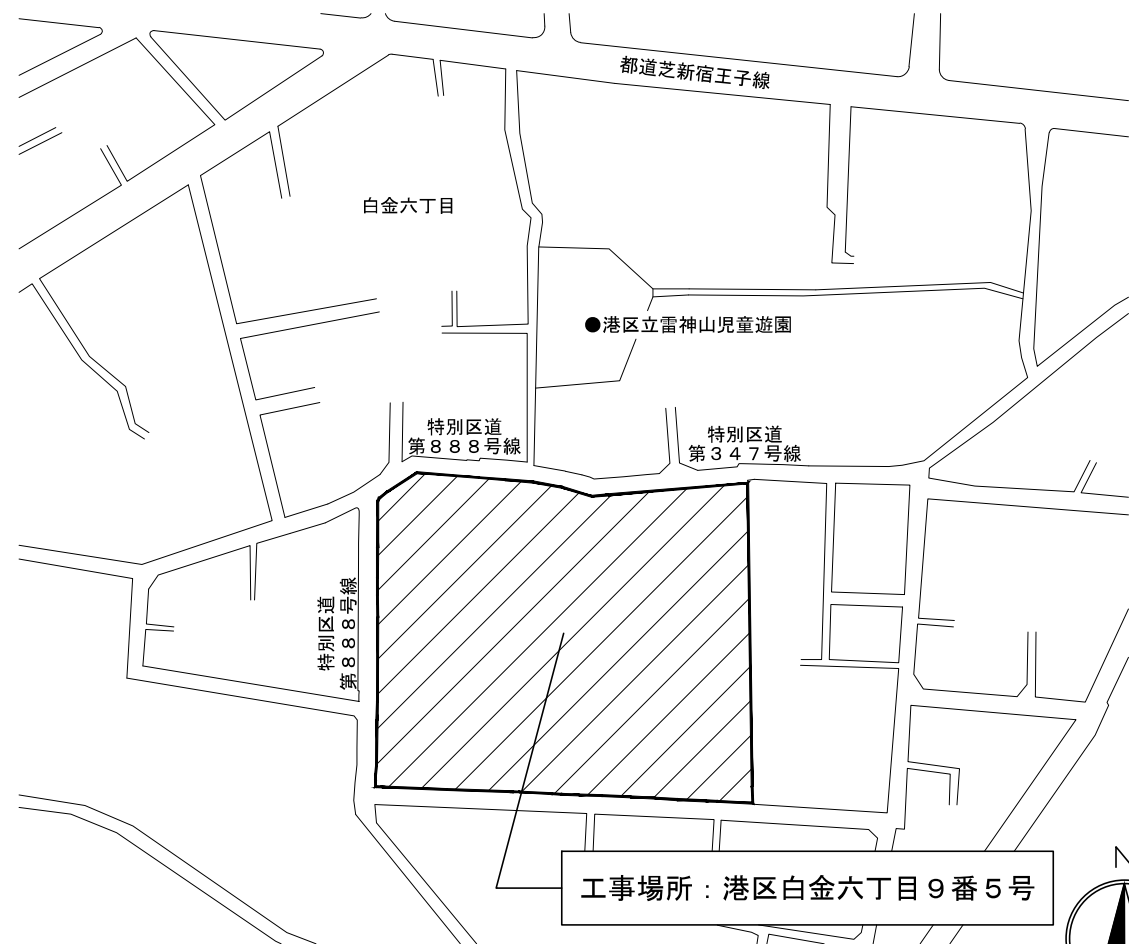 都道芝新宿王子線
白金六丁目
●港区立雷神山児童遊園
特別区道
第８８８号線
特別区道
第３４７号線
特別区道
第８８８号線
工事場所：港区白金六丁目９番５号
N